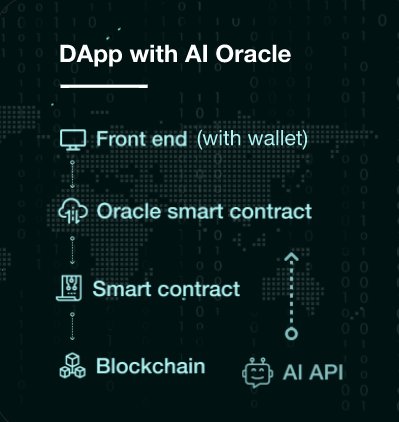 DApp with AI Oracle
Front end (with wallet)
Oracle smart contract
Smart contract
Blockchain
AI API